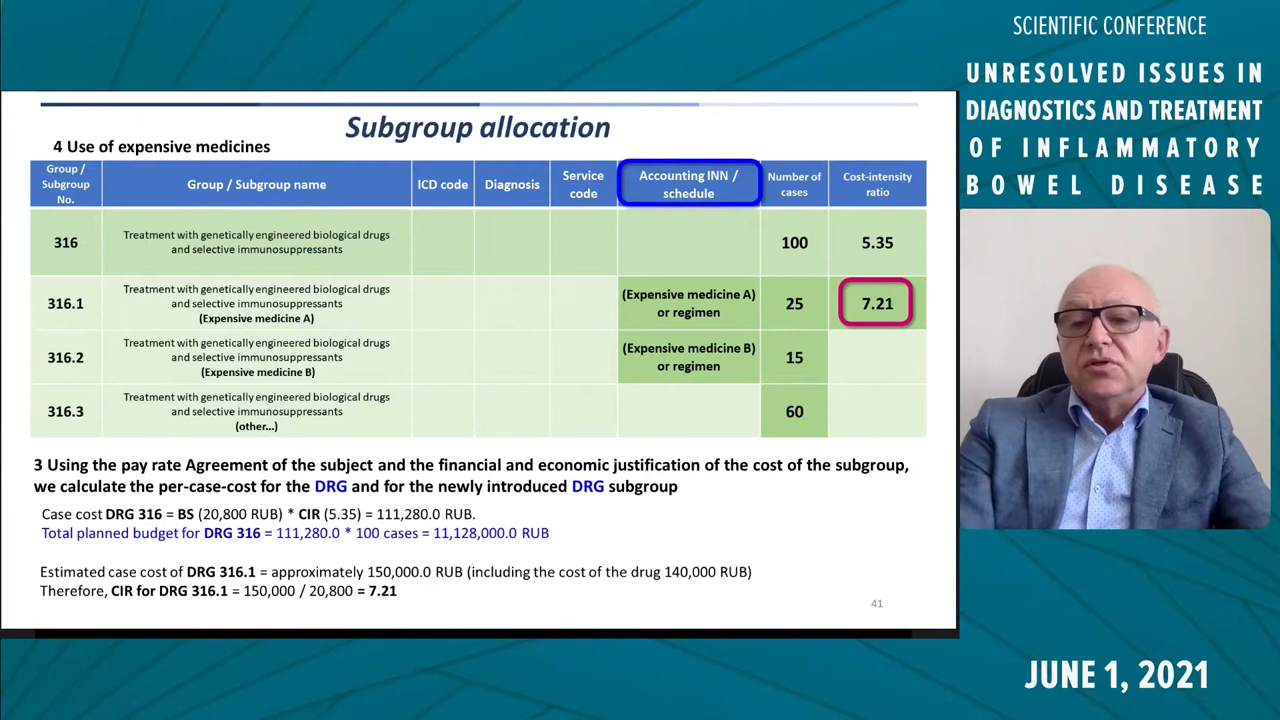 SCIENTIFIC CONFERENCE
UNRESOLVED ISSUES IN
DIAGNOSTICS AND TREATMENT
OF INFLAMMATORY
BOWEL DISEASE
Subgroup allocation
4 Use of expensive medicines
Group /
Subgroup
No.
Group / Subgroup name
ICD code
Diagnosis
Service
code
Accounting INN /
schedule
Number of
cases
Cost-intensity
ratio
316
Treatment with genetically engineered biological drugs
and selective immunosuppressants
100
5.35
316.1
Treatment with genetically engineered biological drugs
and selective immunosuppressants
(Expensive medicine A)
(Expensive medicine A)
or regimen
25
7.21
316.2
Treatment with genetically engineered biological drugs
and selective immunosuppressants
(Expensive medicine B)
(Expensive medicine B)
or regimen
15
316.3
Treatment with genetically engineered biological drugs
and selective immunosuppressants
(other...)
60
3 Using the pay rate Agreement of the subject and the financial and economic justification of the cost of the subgroup,
we calculate the per-case-cost for the DRG and for the newly introduced DRG subgroup
Case cost DRG 316 = BS (20,800 RUB) * CIR (5.35) = 111,280.0 RUB.
Total planned budget for DRG 316 = 111,280.0 * 100 cases = 11,128,000.0 RUB
Estimated case cost of DRG 316.1 = approximately 150,000.0 RUB (including the cost of the drug 140,000 RUB)
Therefore, CIR for DRG 316.1 = 150,000 / 20,800 = 7.21
41
JUNE 1, 2021